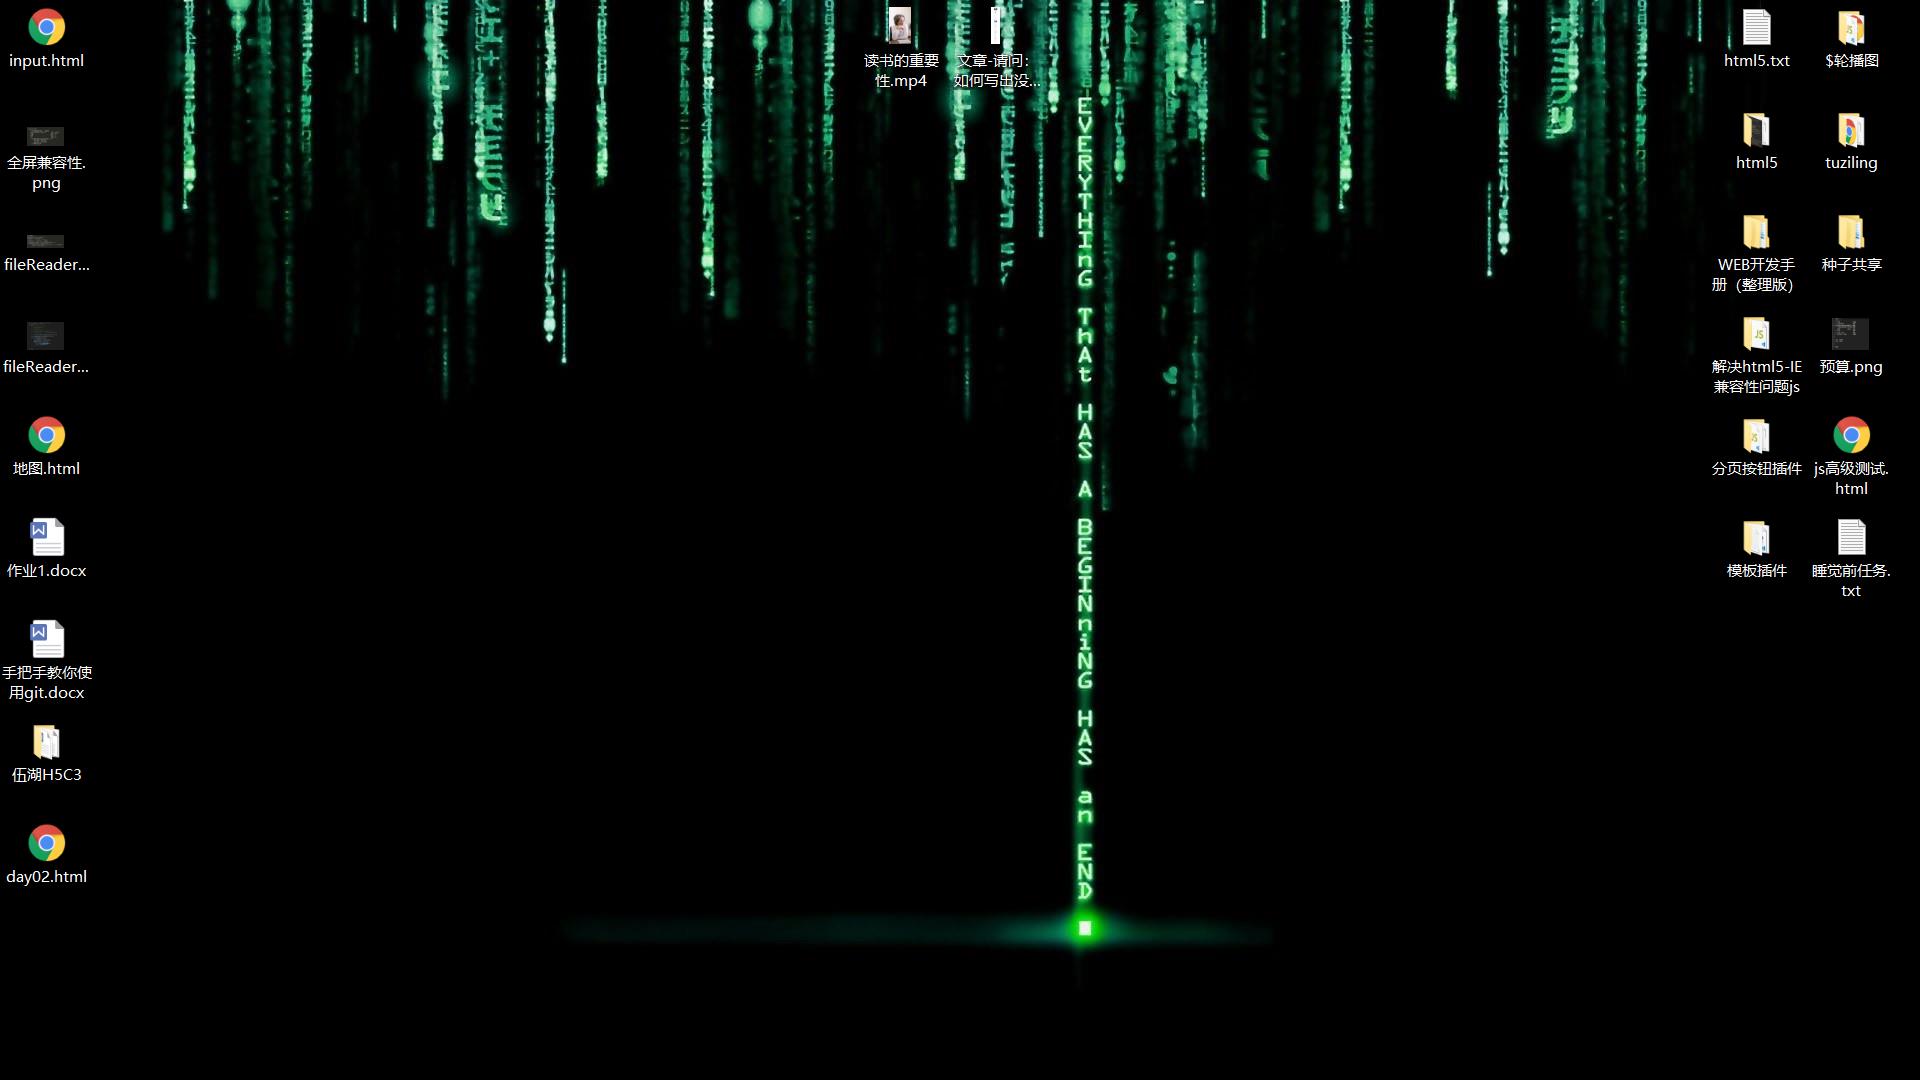 input.html
全屏兼容性.
png
fileReader...
fileReader...
地图.html
作业1.docx
手把手教你使
用git.docx
伍湖H5C3
day02.html
读书的重要
性.mp4
文章-请问：
如何写出没...
EVERYTHInG ThAt HAS A BEGINniNG HAS an END
html5.txt
html5
WEB开发手
册（整理版）
解决html5-IE
兼容性问题js
分页按钮插件
模板插件
$轮播图
tuziling
种子共享
预算.png
js高级测试.
html
睡觉前任务.
txt